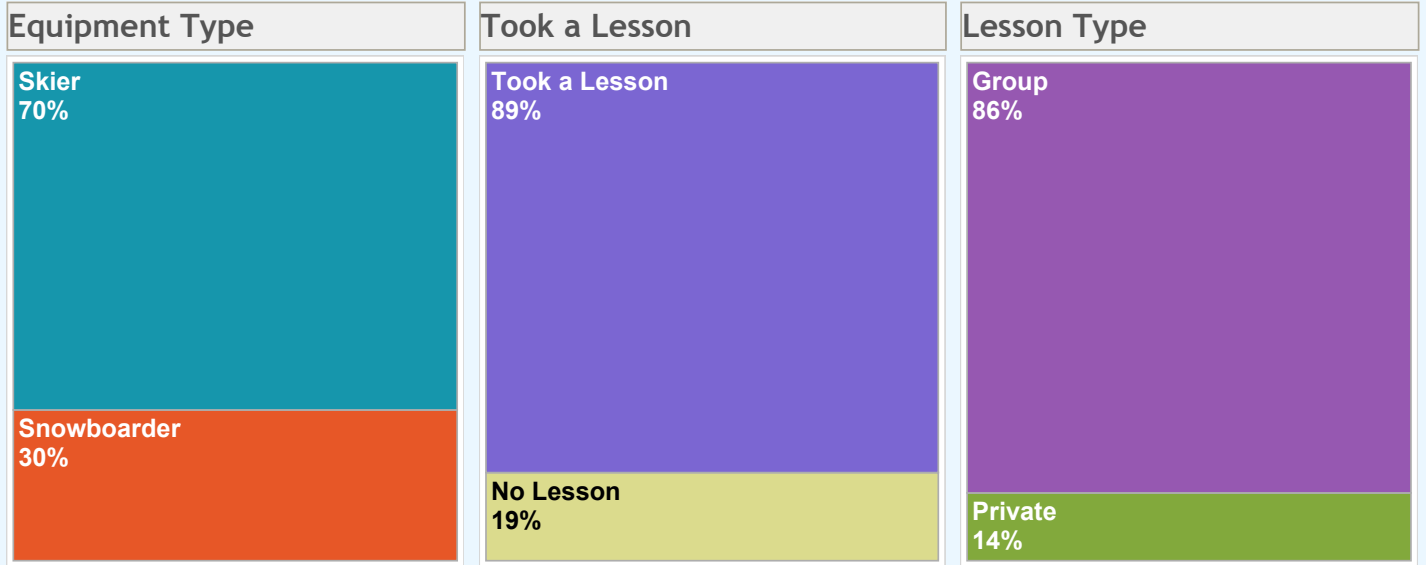 Equipment Type
Took a Lesson
Lesson Type
Skier
70%
Snowboarder
30%
Took a Lesson
89%
No Lesson
19%
Group
86%
Private
14%